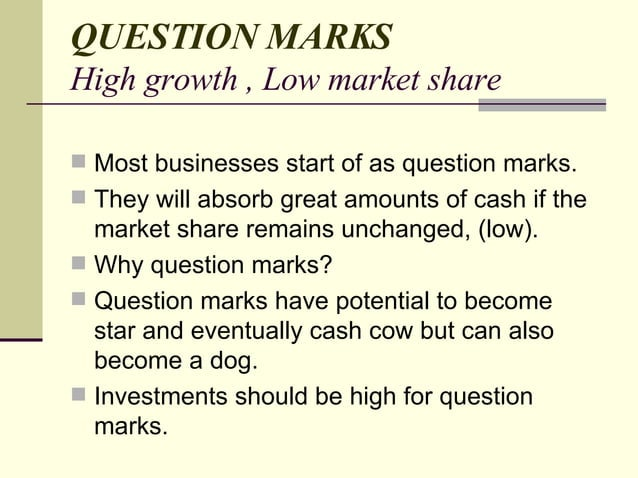 QUESTION MARKS
High growth , Low market share
Most businesses start of as question marks.
They will absorb great amounts of cash if the
market share remains unchanged, (low).
Why question marks?
Question marks have potential to become
star and eventually cash cow but can also
become a dog.
Investments should be high for question
marks.